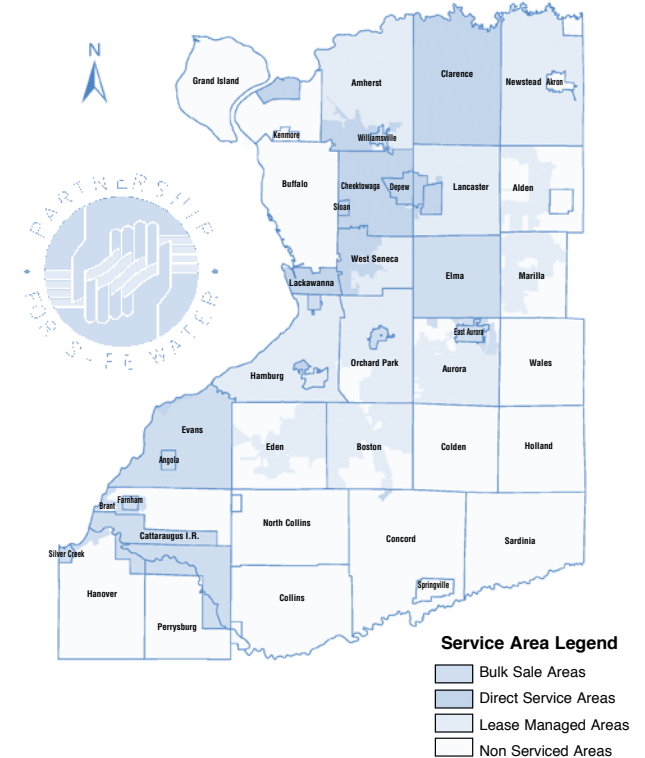 N
Grand Island
Amherst
Clarence
Newstead
Akron
Kenmore
Williamsville
Buffalo
Cheektowaga
Depew
Lancaster
Alden
Sloan
West Seneca
Lackawanna
Elma
Marilla
East Aurora
Orchard Park
Hamburg
Aurora
Wales
Evans
Eden
Boston
Colden
Holland
Angola
Brant
Farnham
North Collins
Concord
Sardinia
Cattaraugus I.R.
Silver Creek
Hanover
Collins
Springville
Perrysburg
PARTNERSHIP
FOR SAFE WATER
Service Area Legend
Bulk Sale Areas
Direct Service Areas
Lease Managed Areas
Non Serviced Areas